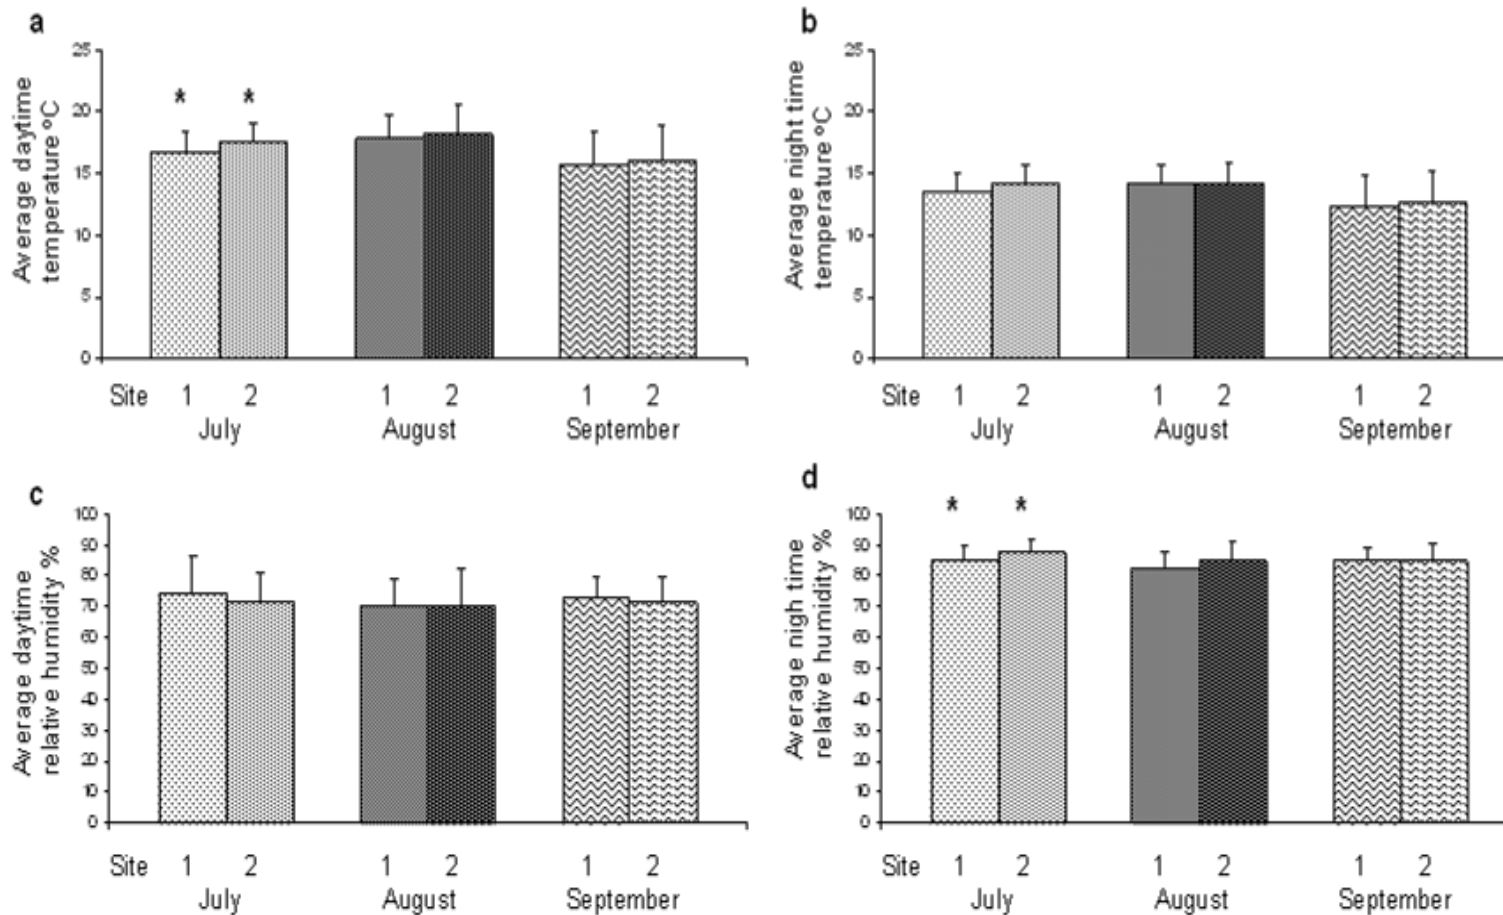 a
Average daytime
temperature ºC
25
20
15
10
5
0
* *
Site 1 2 1 2 1 2
July August September
b
Average night time
temperature ºC
25
20
15
10
5
0
Site 1 2 1 2 1 2
July August September
c
Average daytime
relative humidity %
100
90
80
70
60
50
40
30
20
10
0
Site 1 2 1 2 1 2
July August September
d
Average nigh time
relative humidity %
100
90
80
70
60
50
40
30
20
10
0
* *
Site 1 2 1 2 1 2
July August September